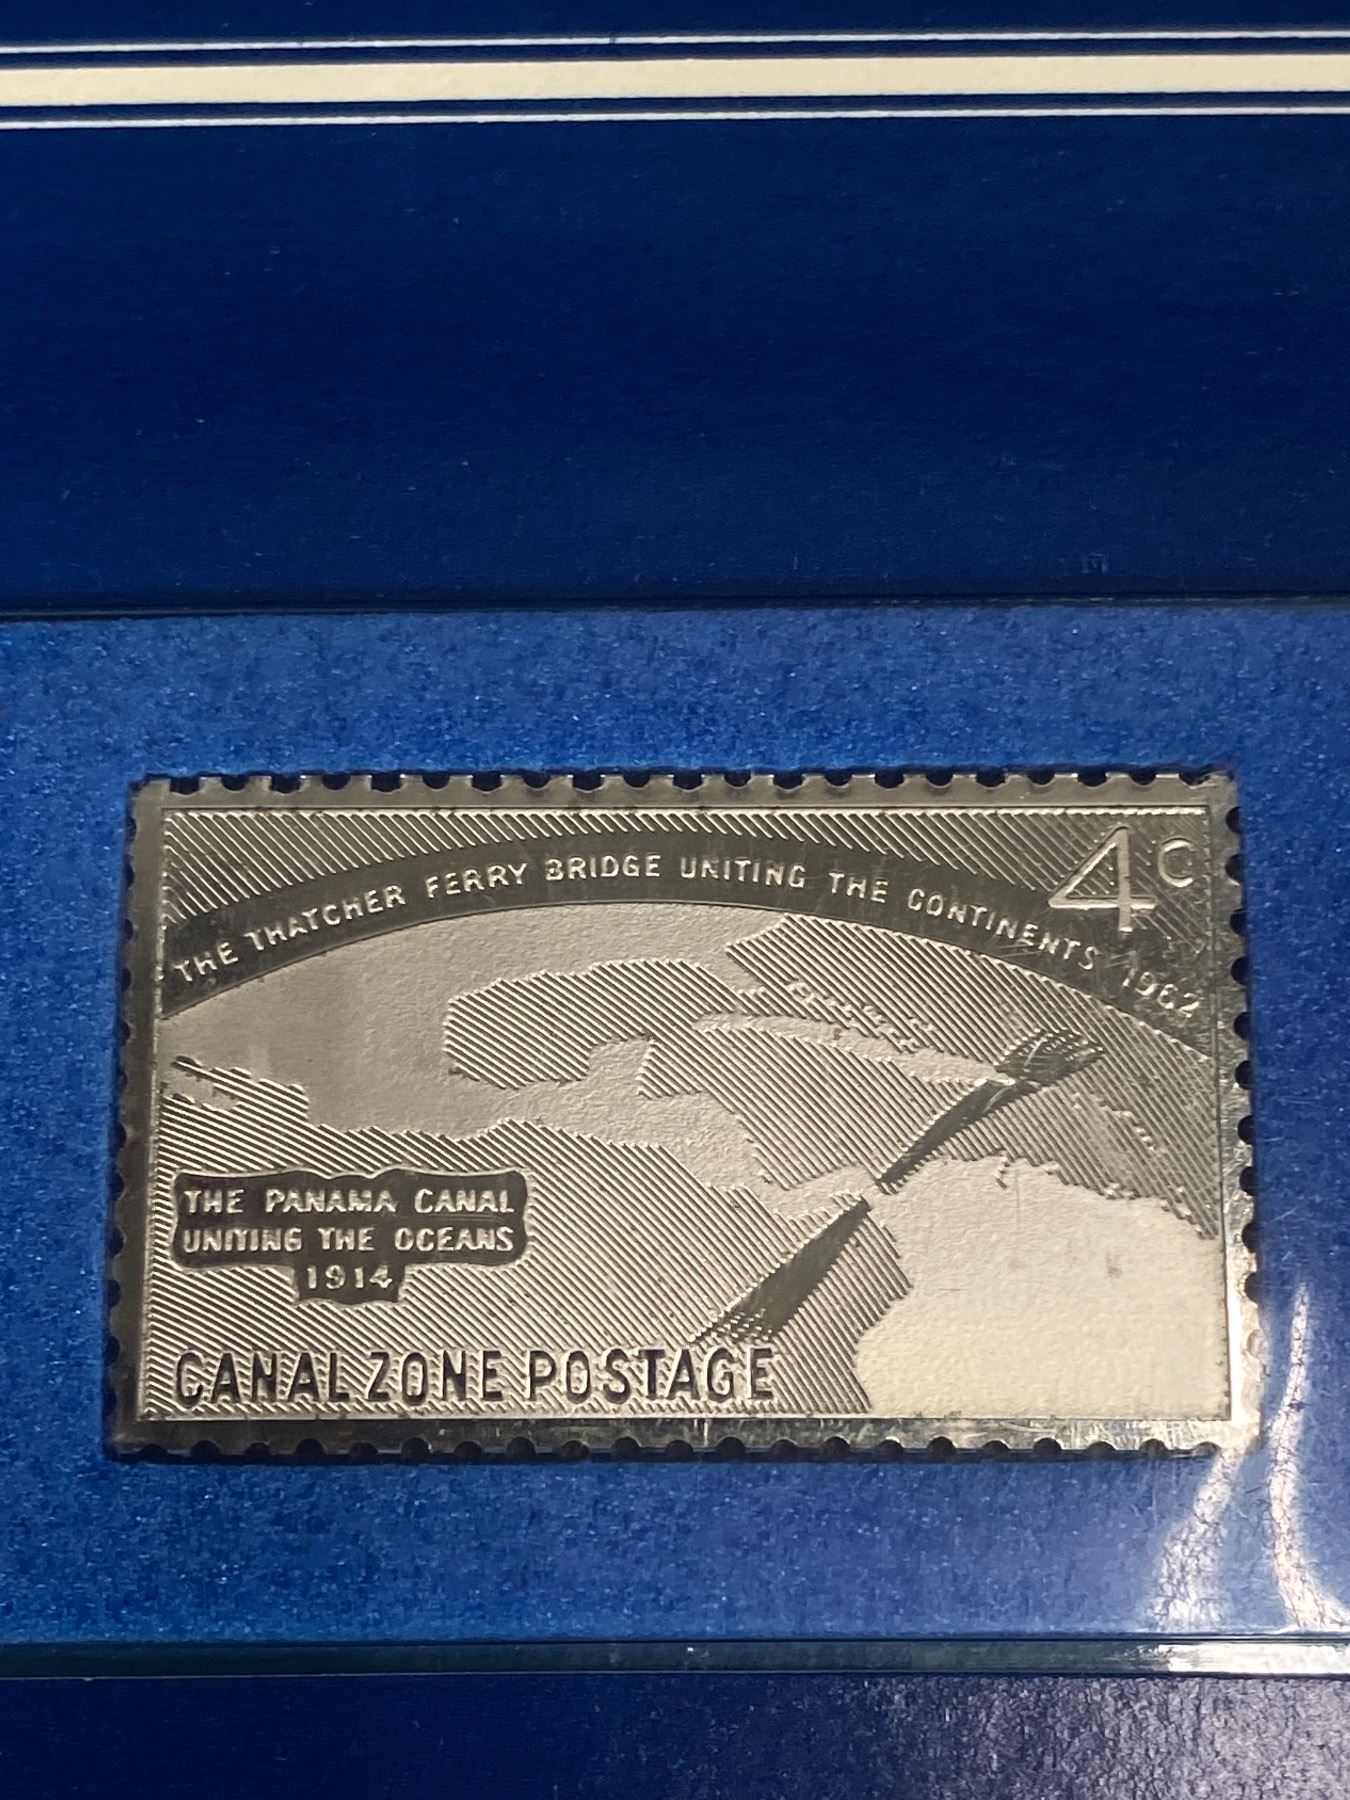 THE THATCHER FERRY BRIDGE UNITING THE CONTINENTS 1962
4c
THE PANAMA CANAL
UNITING THE OCEANS
1914
CANAL ZONE POSTAGE